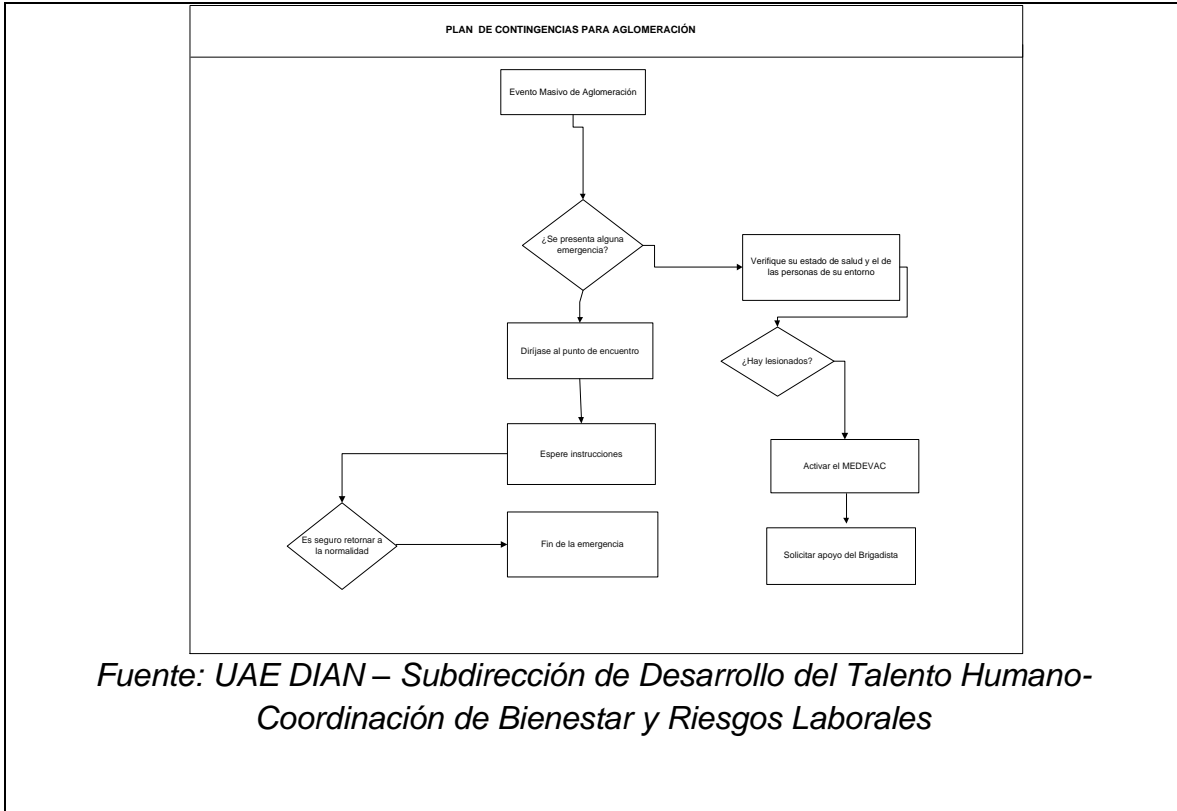 PLAN DE CONTINGENCIAS PARA AGLOMERACIÓN
Evento Masivo de Aglomeración
¿Se presenta alguna
emergencia?
Verifique su estado de salud y el de
las personas de su entorno
Diríjase al punto de encuentro
¿Hay lesionados?
Espere instrucciones
Activar el MEDEVAC
Es seguro retornar a
la normalidad
Fin de la emergencia
Solicitar apoyo del Brigadista
Fuente: UAE DIAN – Subdirección de Desarrollo del Talento Humano-
Coordinación de Bienestar y Riesgos Laborales